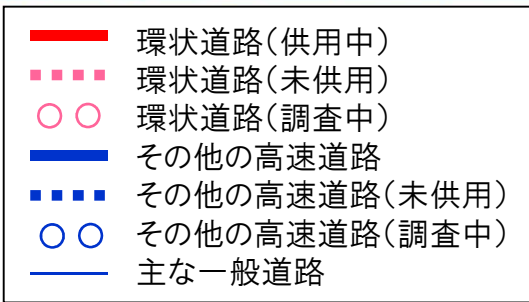 環状道路(供用中)
環状道路(未供用)
環状道路(調査中)
その他の高速道路
その他の高速道路(未供用)
その他の高速道路(調査中)
主な一般道路